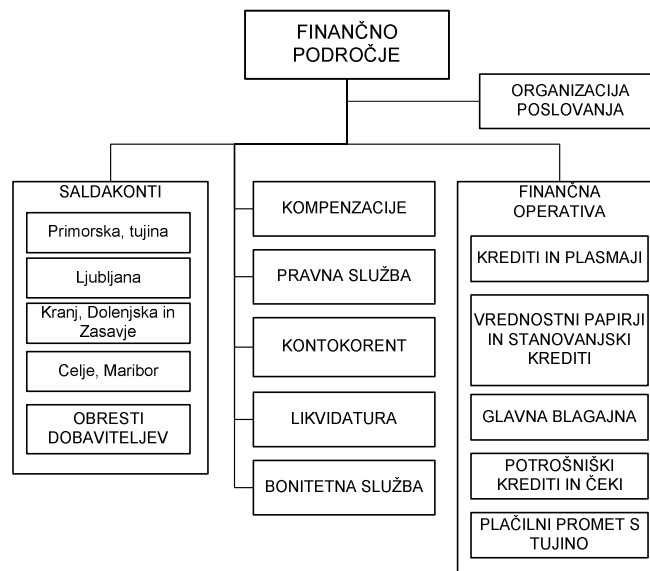 FINANČNO
PODROČJE
ORGANIZACIJA
POSLOVANJA
SALDAKONTI
Primorska, tujina
Ljubljana
Kranj, Dolenjska in
Zasavje
Celje, Maribor
OBRESTI
DOBAVITELJEV
KOMPENZACIJE
PRAVNA SLUŽBA
KONTOKORENT
LIKVIDATURA
BONITETNA SLUŽBA
FINANČNA
OPERATIVA
KREDITI IN PLASMAJI
VREDNOSTNI PAPIRJI
IN STANOVANJSKI
KREDITI
GLAVNA BLAGAJNA
POTROŠNIŠKI
KREDITI IN ČEKI
PLAČILNI PROMET S
TUJINO